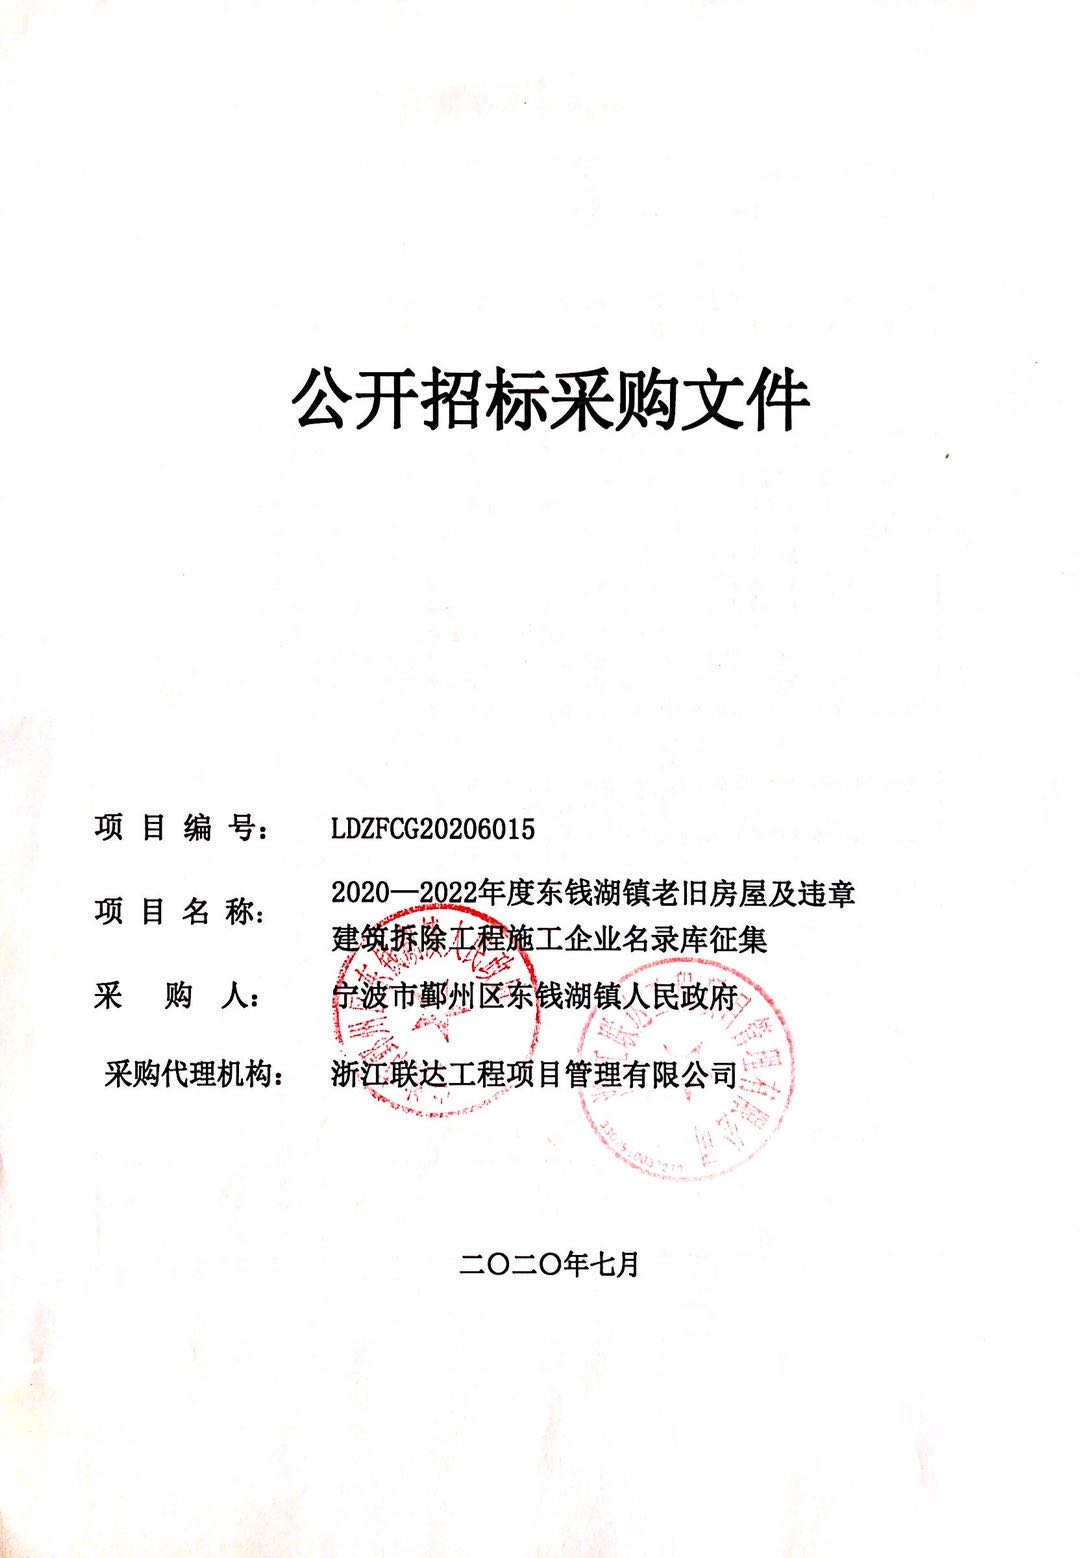 公开招标采购文件
项目编号： LDZFCG20206015
项目名称： 2020—2022年度东钱湖镇老旧房屋及违章
建筑拆除工程施工企业名录库征集
采购人： 宁波市鄞州区东钱湖镇人民政府
采购代理机构： 浙江联达工程项目管理有限公司
二〇二〇年七月